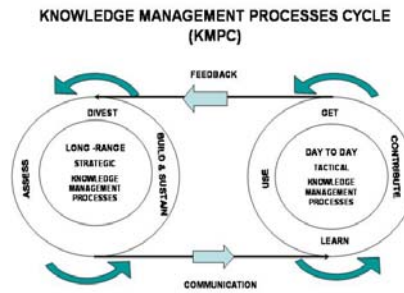 KNOWLEDGE MANAGEMENT PROCESSES CYCLE
(KMPC)
FEEDBACK
DIVEST
ASSESS
BUILD & SUSTAIN
LONG -RANGE
STRATEGIC
KNOWLEDGE
MANAGEMENT
PROCESSES
GET
USE
CONTRIBUTE
DAY TO DAY
TACTICAL
KNOWLEDGE
MANAGEMENT
PROCESSES
LEARN
COMMUNICATION